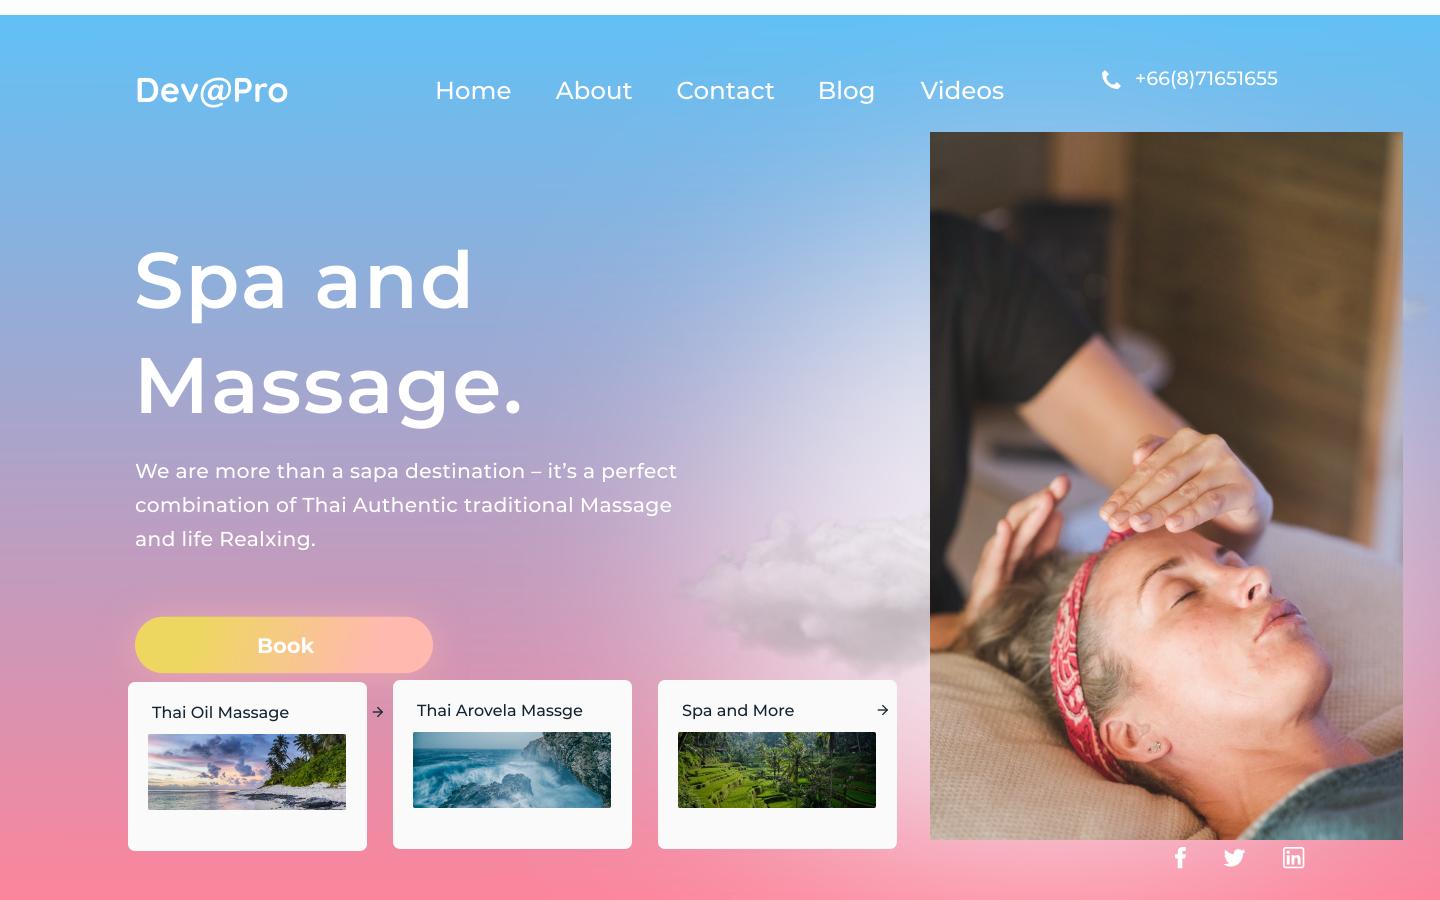 Dev@Pro
Home About Contact Blog Videos
+66(8)71651655
Spa and
Massage.
We are more than a sapa destination – it’s a perfect
combination of Thai Authentic traditional Massage
and life Realxing.
Book
Thai Oil Massage
Thai Arovela Massge
Spa and More